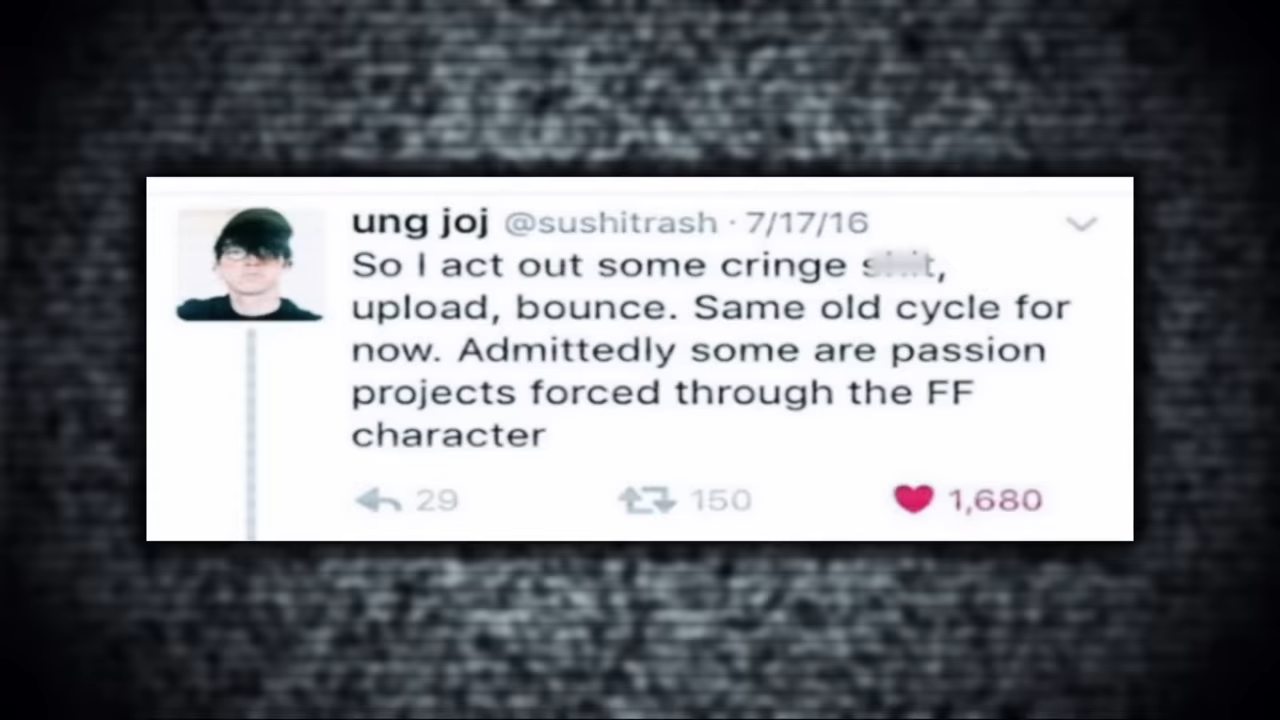 ung joj @sushitrash · 7/17/16
So I act out some cringe
upload, bounce. Same old cycle for
now. Admittedly some are passion
projects forced through the FF
character
29 150 1,680